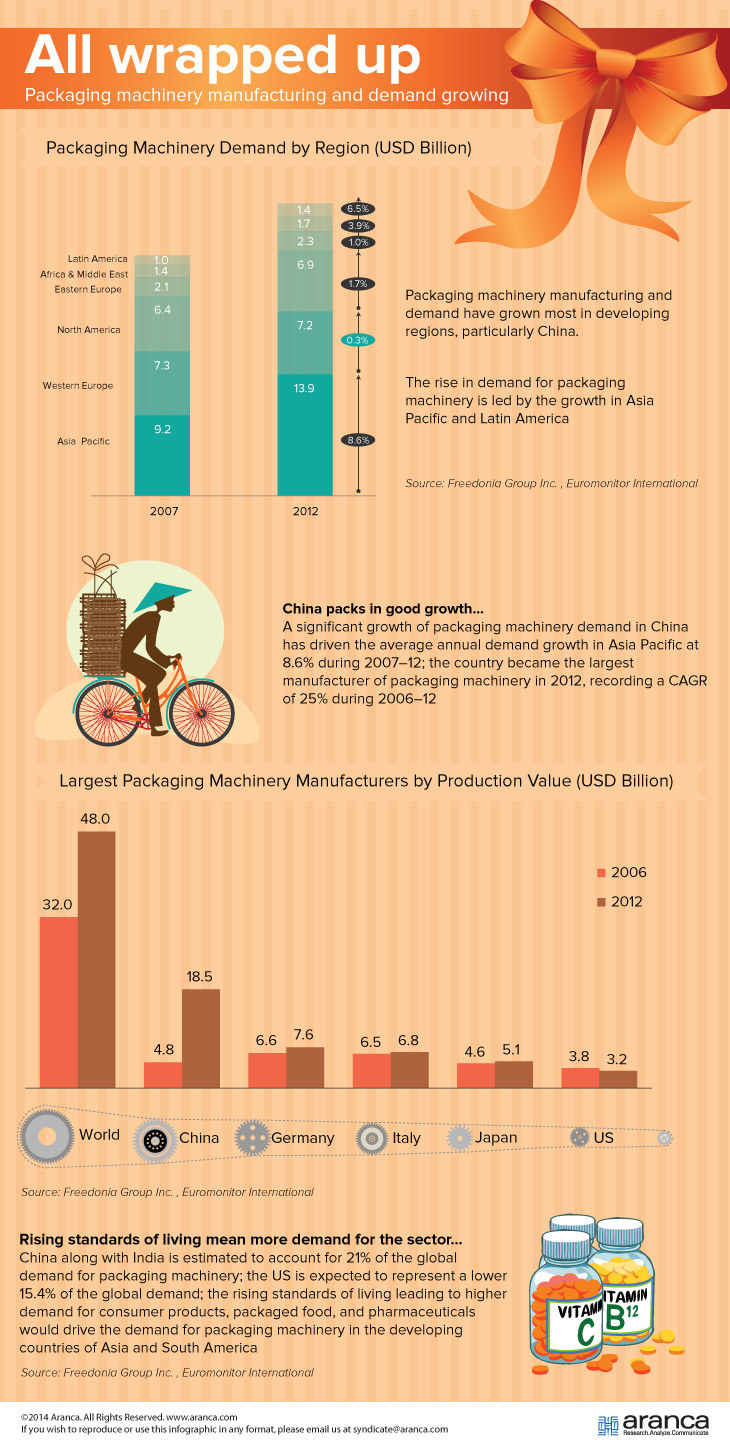 All wrapped up
Packaging machinery manufacturing and demand growing
Packaging Machinery Demand by Region (USD Billion)
1.4
6.5%
1.7
3.9%
2.3
1.0%
Latin America
1.0
6.9
Africa & Middle East
1.4
1.7%
Eastern Europe
2.1
6.4
North America
7.2
0.3%
7.3
Western Europe
13.9
9.2
Asia Pacific
8.6%
2007
2012
Packaging machinery manufacturing and
demand have grown most in developing
regions, particularly China.
The rise in demand for packaging
machinery is led by the growth in Asia
Pacific and Latin America
Source: Freedonia Group Inc. , Euromonitor International
China packs in good growth...
A significant growth of packaging machinery demand in China
has driven the average annual demand growth in Asia Pacific at
8.6% during 2007–12; the country became the largest
manufacturer of packaging machinery in 2012, recording a CAGR
of 25% during 2006–12
Largest Packaging Machinery Manufacturers by Production Value (USD Billion)
48.0
32.0
2006
2012
18.5
4.8
6.6
7.6
6.5
6.8
4.6
5.1
3.8
3.2
World
China
Germany
Italy
Japan
US
Source: Freedonia Group Inc. , Euromonitor International
Rising standards of living mean more demand for the sector...
China along with India is estimated to account for 21% of the global
demand for packaging machinery; the US is expected to represent a lower
15.4% of the global demand; the rising standards of living leading to higher
demand for consumer products, packaged food, and pharmaceuticals
would drive the demand for packaging machinery in the developing
countries of Asia and South America
Source: Freedonia Group Inc. , Euromonitor International
VITAMIN
C
ITAMIN
B12
©2014 Aranca. All Rights Reserved. www.aranca.com
If you wish to reproduce or use this infographic in any format, please email us at syndicate@aranca.com
aranca
Research.Analyze.Communicate